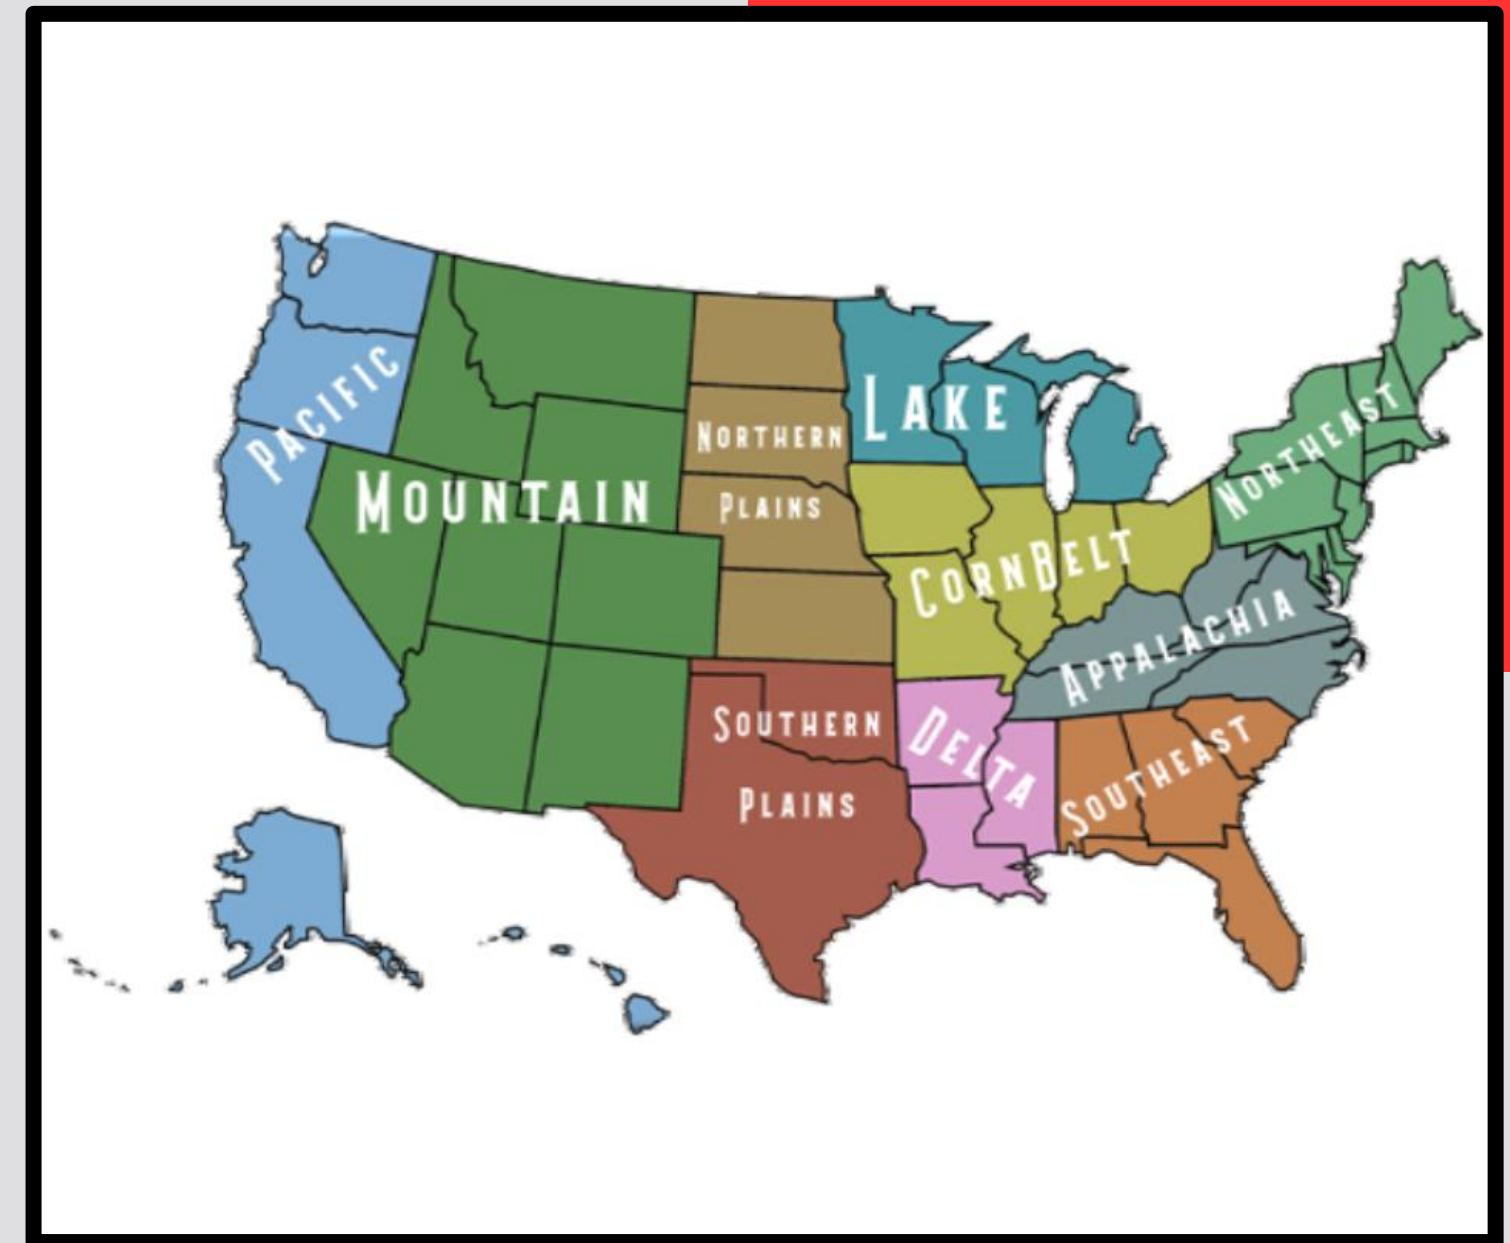 PACIFIC
MOUNTAIN
NORTHERN
PLAINS
LAKE
CORNBELT
NORTHEAST
APPALACHIA
SOUTHERN
PLAINS
DELTA
SOUTHEAST